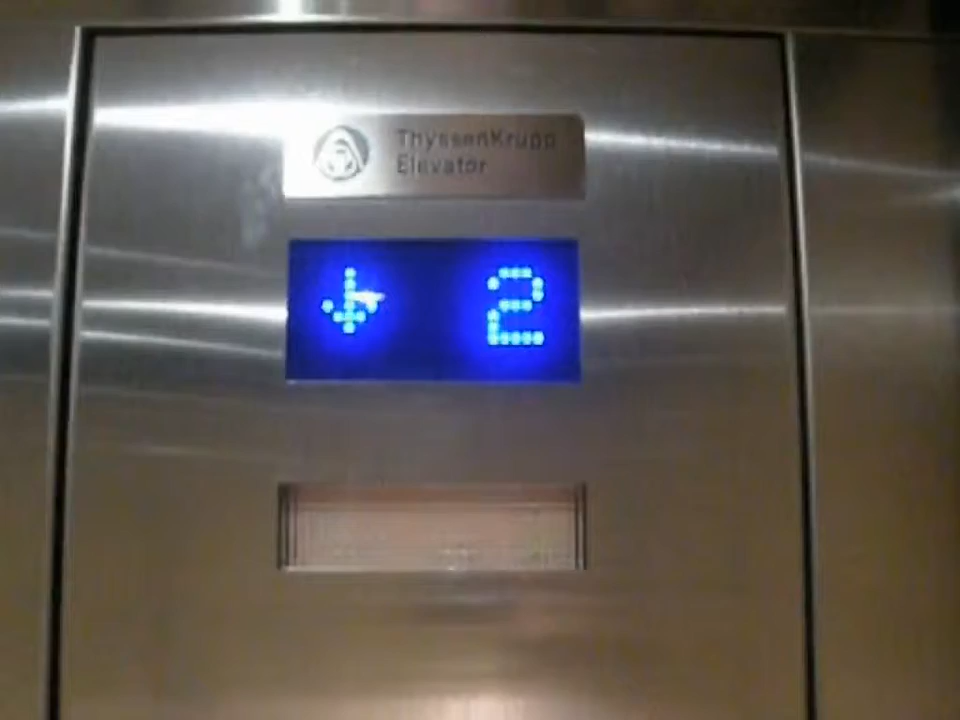 ThyssenKrupp
Elevator
↓ 2